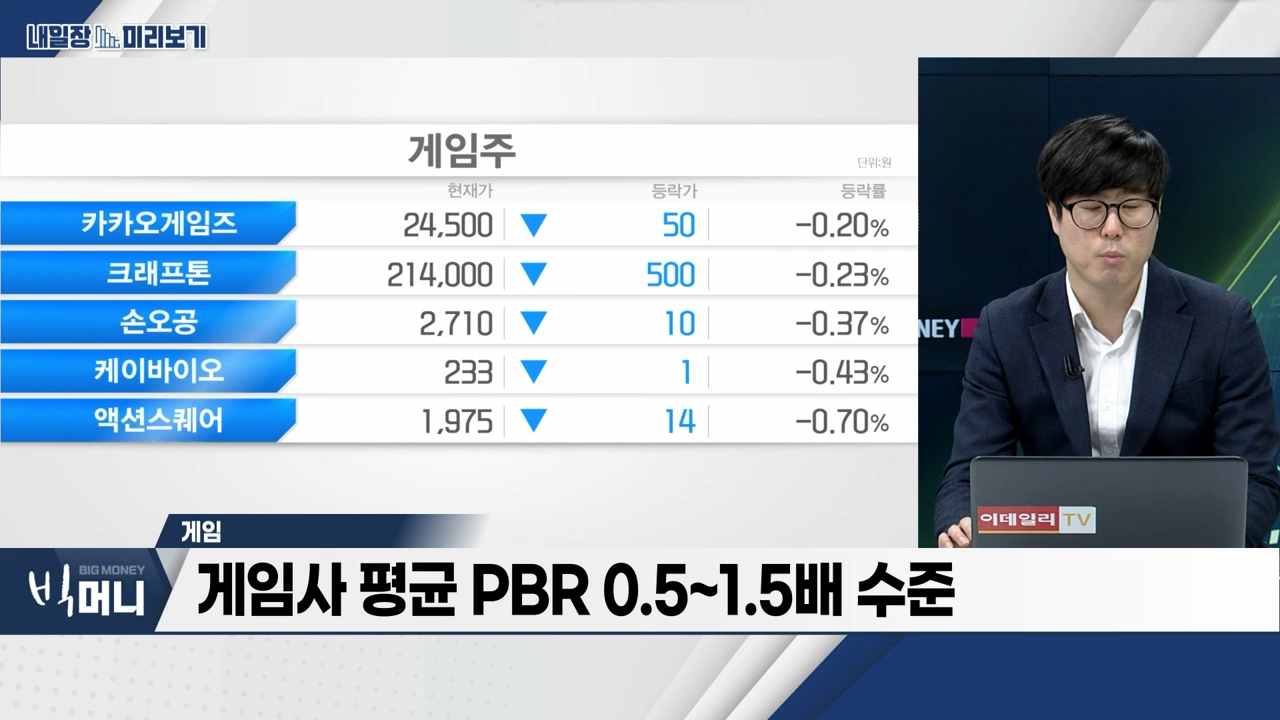 내일장 미리보기
게임주
단위:원
현재가 등락가 등락률
카카오게임즈 24,500 ▼ 50 -0.20%
크래프톤 214,000 ▼ 500 -0.23%
손오공 2,710 ▼ 10 -0.37%
케이바이오 233 ▼ 1 -0.43%
액션스퀘어 1,975 ▼ 14 -0.70%
NEY
이데일리 TV
게임
BIG MONEY
빅머니
게임사 평균 PBR 0.5~1.5배 수준